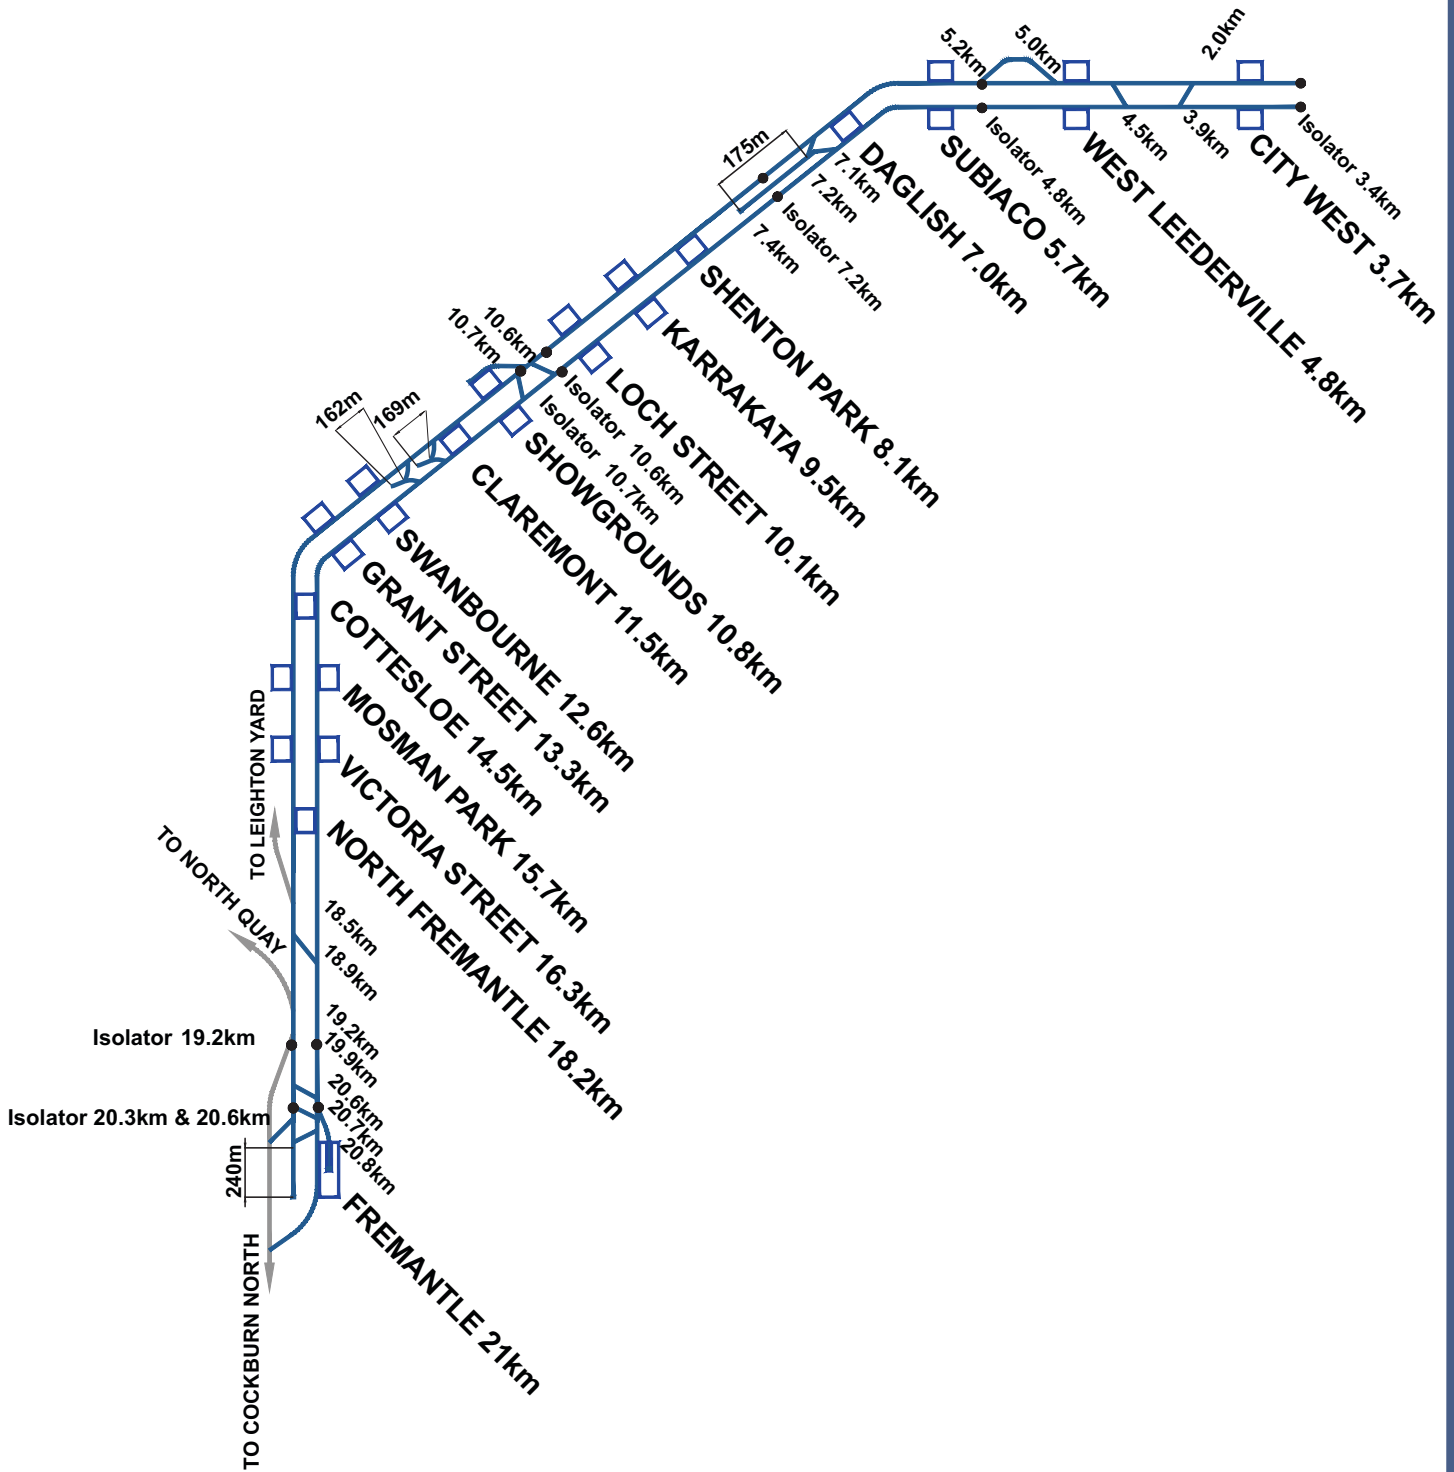 2.0km
5.0km
5.2km
Isolator 3.4km
3.9km
4.5km
CITY WEST 3.7km
WEST LEEDERVILLE 4.8km
Isolator 4.8km
SUBIACO 5.7km
DAGLISH 7.0km
175m
7.1km
7.2km
7.4km
Isolator 7.2km
SHENTON PARK 8.1km
KARRAKATA 9.5km
LOCH STREET 10.1km
10.6km
10.7km
Isolator 10.6km
Isolator 10.7km
SHOWGROUNDS 10.8km
162m
169m
CLAREMONT 11.5km
SWANBOURNE 12.6km
GRANT STREET 13.3km
COTTESLOE 14.5km
MOSMAN PARK 15.7km
VICTORIA STREET 16.3km
NORTH FREMANTLE 18.2km
TO LEIGHTON YARD
TO NORTH QUAY
18.5km
18.9km
19.2km
Isolator 19.2km
19.9km
20.6km
Isolator 20.3km & 20.6km
20.7km
20.8km
240m
FREMANTLE 21km
TO COCKBURN NORTH